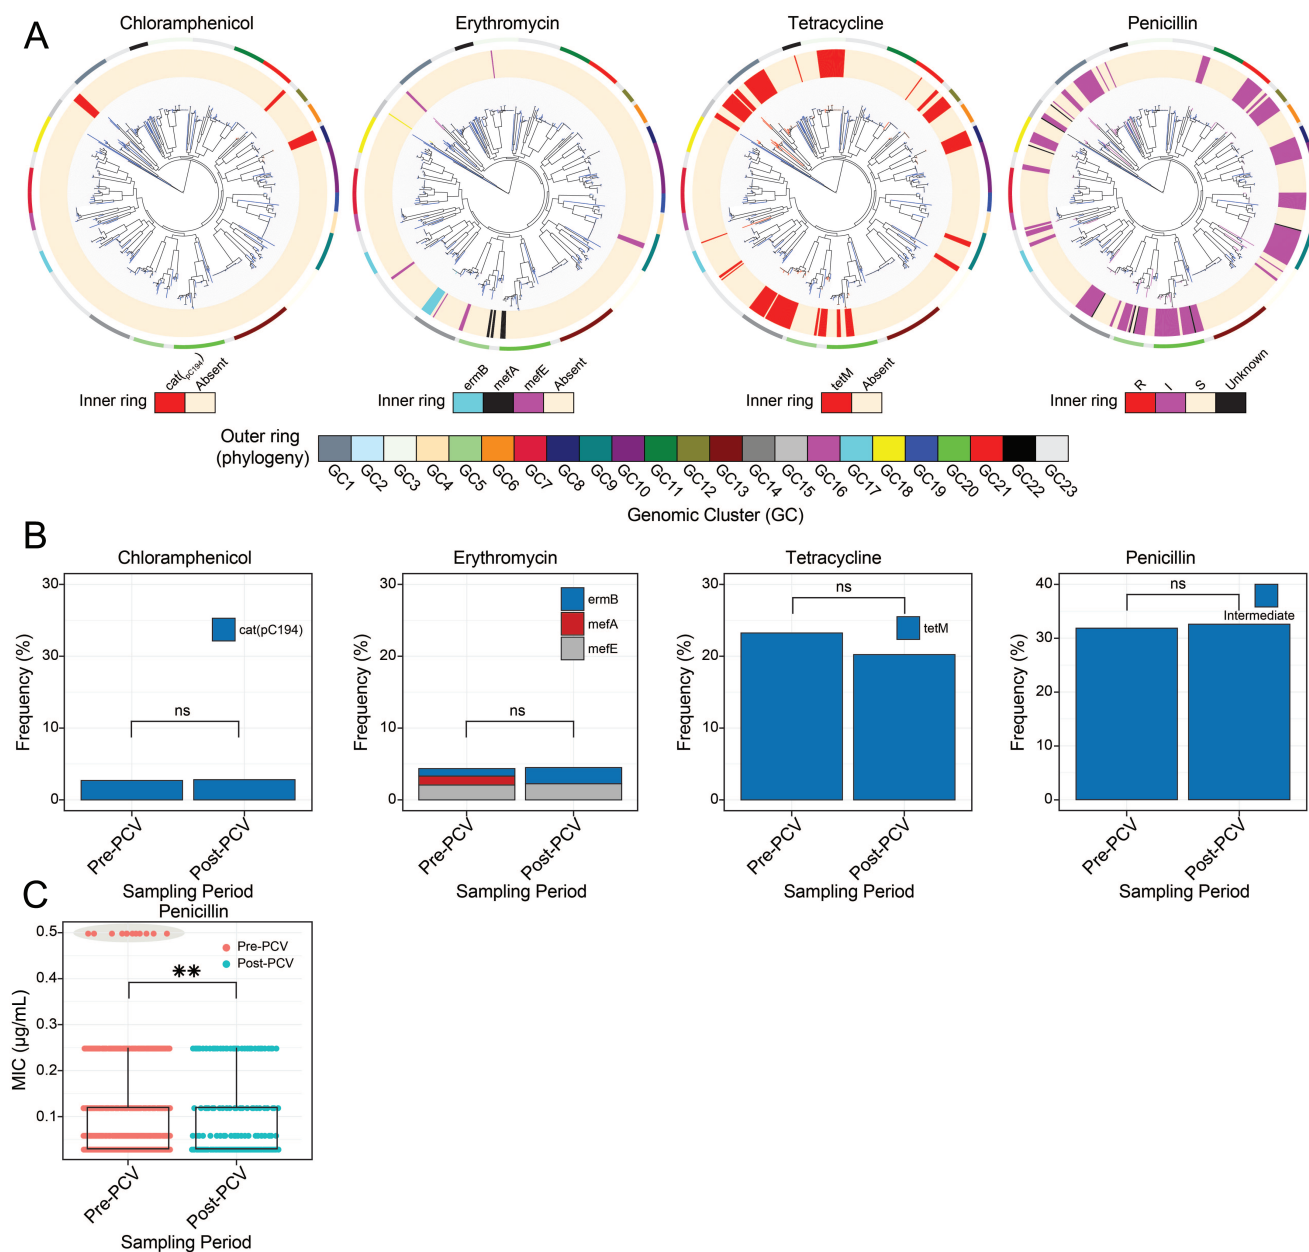 A
Chloramphenicol
Erythromycin
Tetracycline
Penicillin
Inner ring
cat(pC194)
Absent
Inner ring
ermB
mefA
mefE
Absent
Inner ring
tetM
Absent
Inner ring
R
I
S
Unknown
Outer ring
(phylogeny)
GC1
GC2
GC3
GC4
GC5
GC6
GC7
GC8
GC9
GC10
GC11
GC12
GC13
GC14
GC15
GC16
GC17
GC18
GC19
GC20
GC21
GC22
GC23
Genomic Cluster (GC)
B
Chloramphenicol
Frequency (%)
30
30
10
0
cat(pC194)
ns
Pre-PCV
Post-PCV
Sampling Period
Erythromycin
Frequency (%)
30
20
10
0
ermB
mefA
mefE
ns
Pre-PCV
Post-PCV
Sampling Period
Tetracycline
Frequency (%)
30
20
10
0
ns
tetM
Pre-PCV
Post-PCV
Sampling Period
Penicillin
Frequency (%)
40
30
20
10
0
ns
Intermediate
Pre-PCV
Post-PCV
Sampling Period
C
Penicillin
MIC (µg/mL)
0.5
0.4
0.3
0.2
0.1
Pre-PCV
Post-PCV
**
Pre-PCV
Post-PCV
Sampling Period